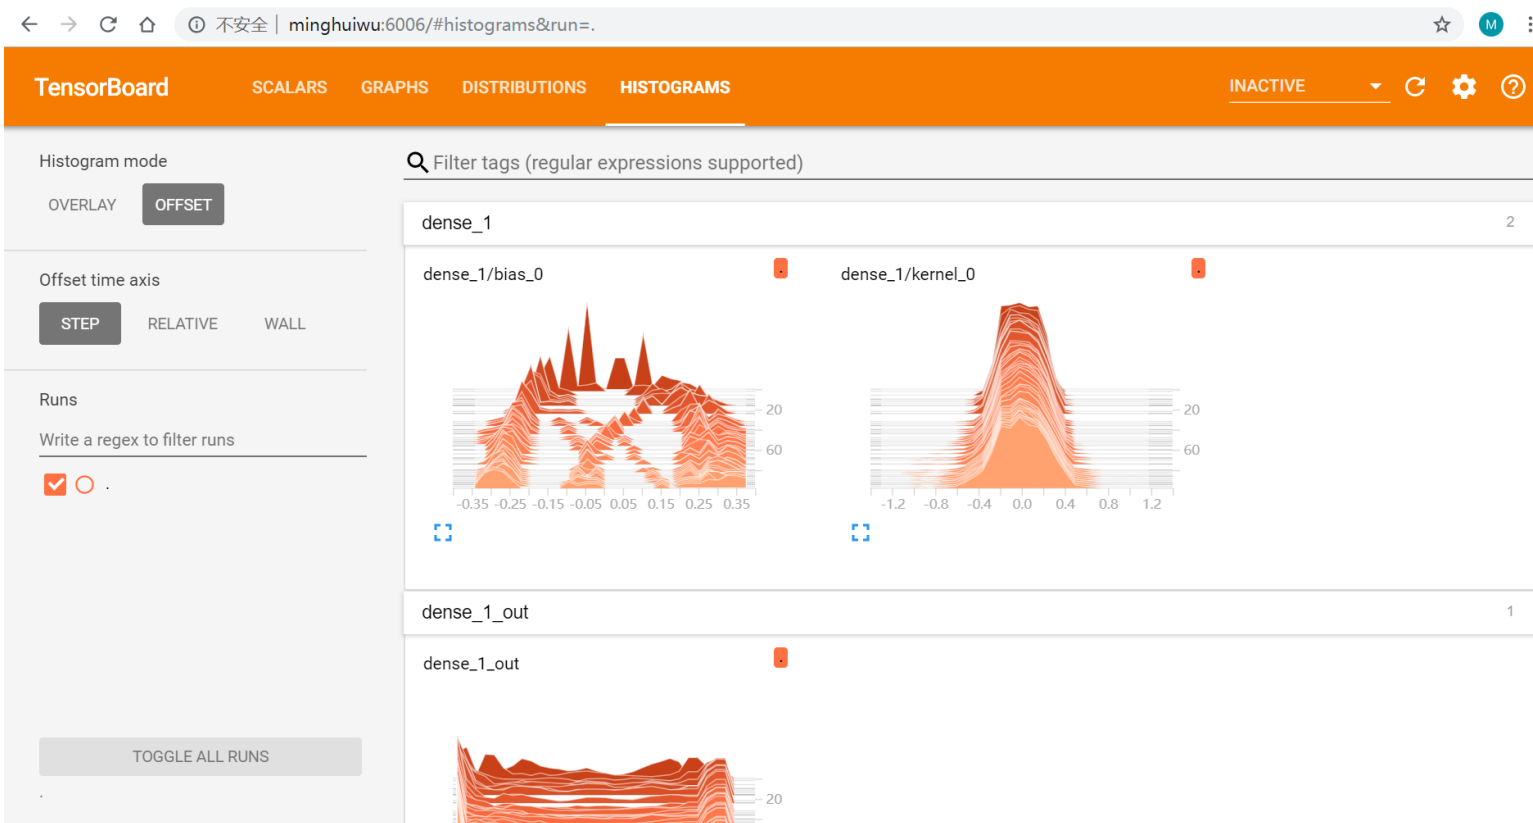 不安全 | minghuiwu:6006/#histograms&run=.
M
TensorBoard SCALARS GRAPHS DISTRIBUTIONS HISTOGRAMS INACTIVE
Histogram mode
OVERLAY OFFSET
Offset time axis
STEP RELATIVE WALL
Runs
Write a regex to filter runs
.
TOGGLE ALL RUNS
.
Filter tags (regular expressions supported)
dense_1 2
dense_1/bias_0 .
20
60
-0.35 -0.25 -0.15 -0.05 0.05 0.15 0.25 0.35
dense_1/kernel_0 .
20
60
-1.2 -0.8 -0.4 0.0 0.4 0.8 1.2
dense_1_out 1
dense_1_out .
20